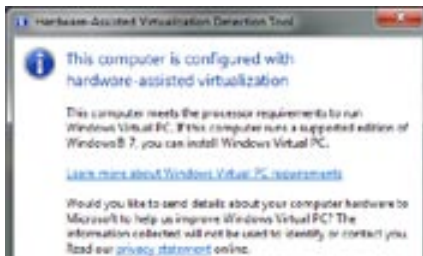 Hardware-Assisted Virtualization Detection Tool
This computer is configured with
hardware-assisted virtualization
This computer meets the processor requirements to run
Windows Virtual PC. If this computer runs a supported edition of
Windows® 7, you can install Windows Virtual PC.
Learn more about Windows Virtual PC requirements
Would you like to send details about your computer hardware to
Microsoft to help us improve Windows Virtual PC? The
information collected will not be used to identify or contact you.
Read our privacy statement online.